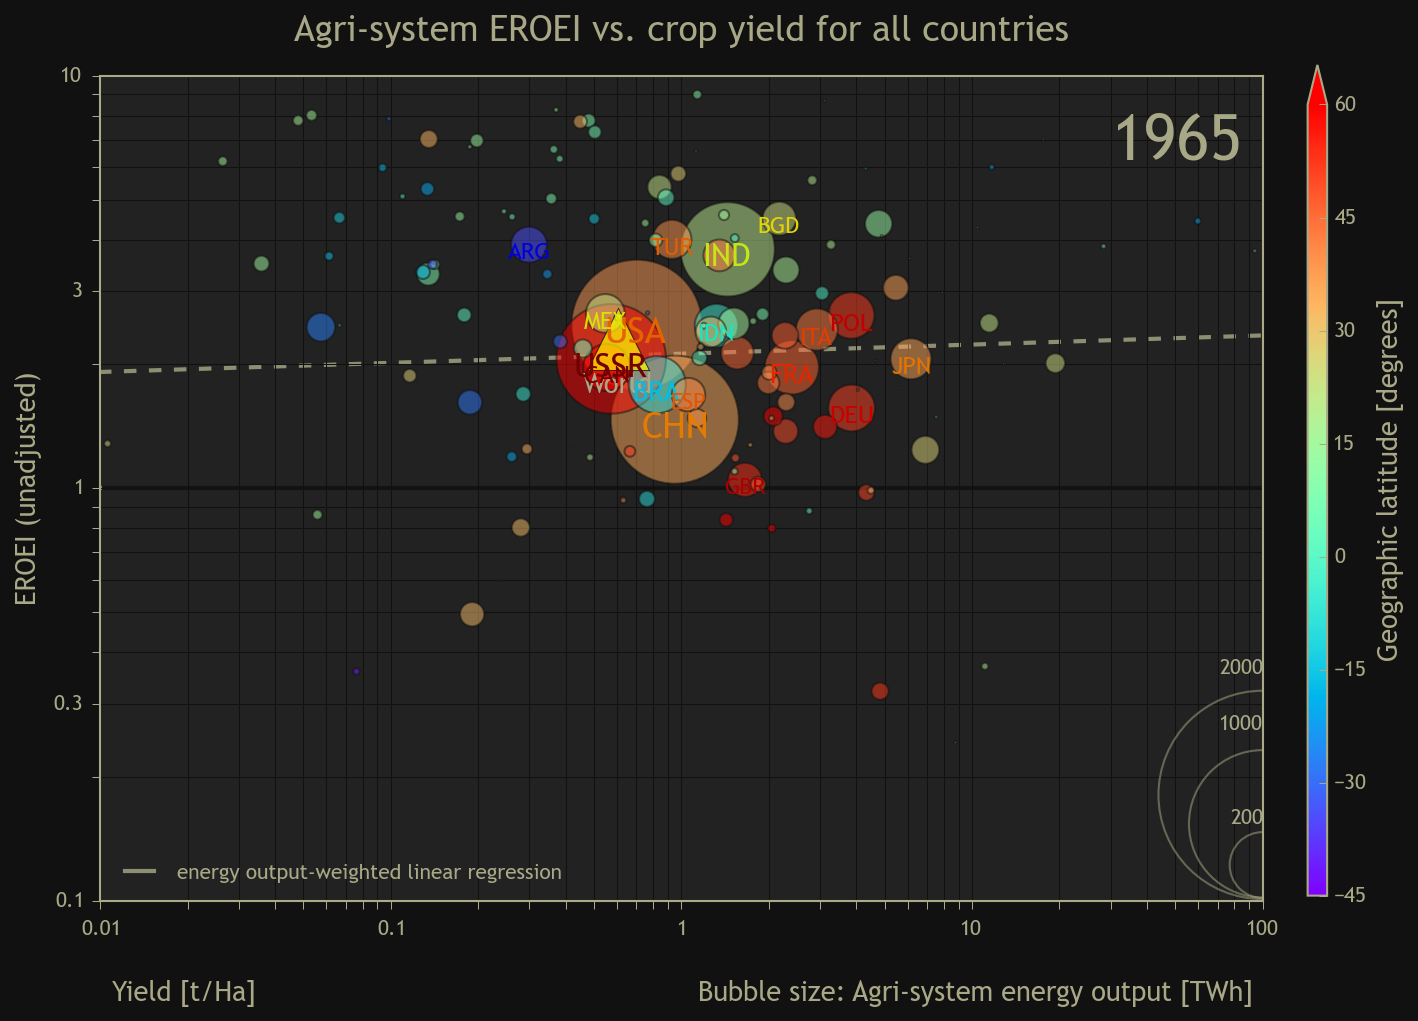 Agri-system EROEI vs. crop yield for all countries
1965
EROEI (unadjusted)
10
3
1
0.3
0.1
0.01
0.1
1
10
100
Yield [t/Ha]
Bubble size: Agri-system energy output [TWh]
ARG
TUR
IND
BGD
MEX
USA
IDN
ITA
POL
USSR
BRA
ESP
FRA
JPN
CHN
DEU
GBR
2000
1000
200
energy output-weighted linear regression
60
45
30
15
0
−15
−30
−45
Geographic latitude [degrees]